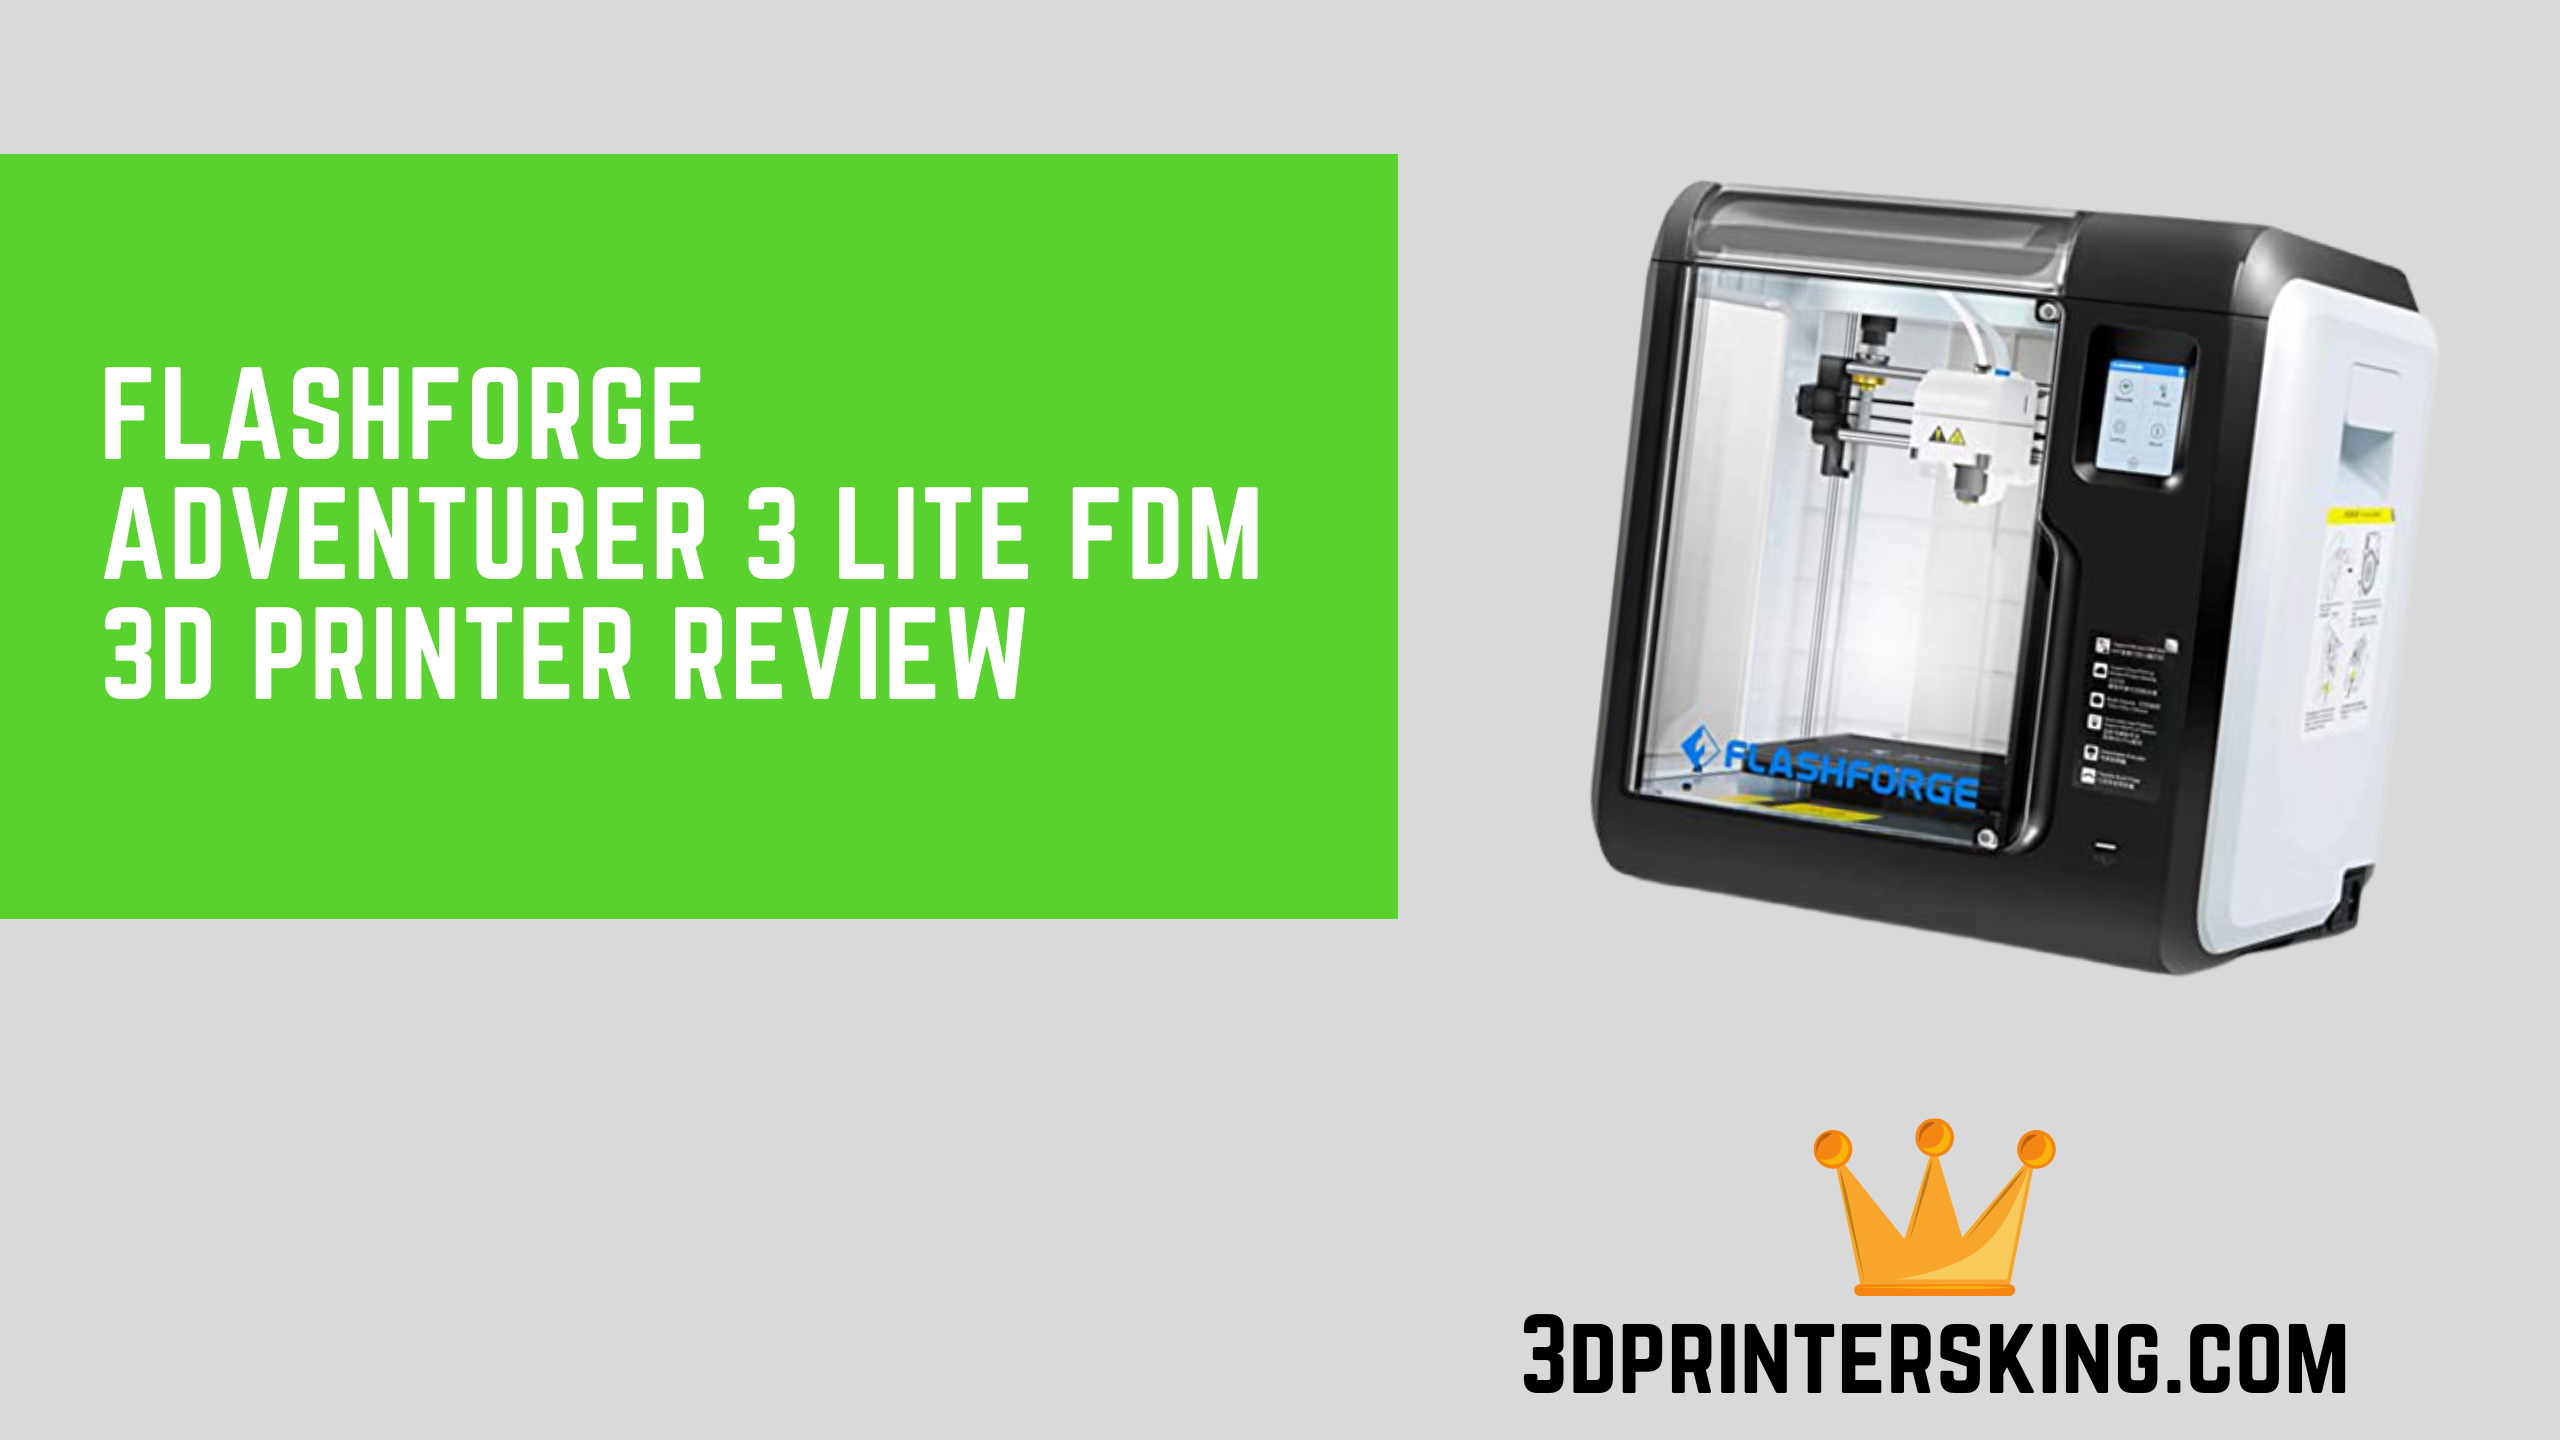 FLASHFORGE
ADVENTURER 3 LITE FDM
3D PRINTER REVIEW
FLASHFORGE
3DPRINTERSKING.COM